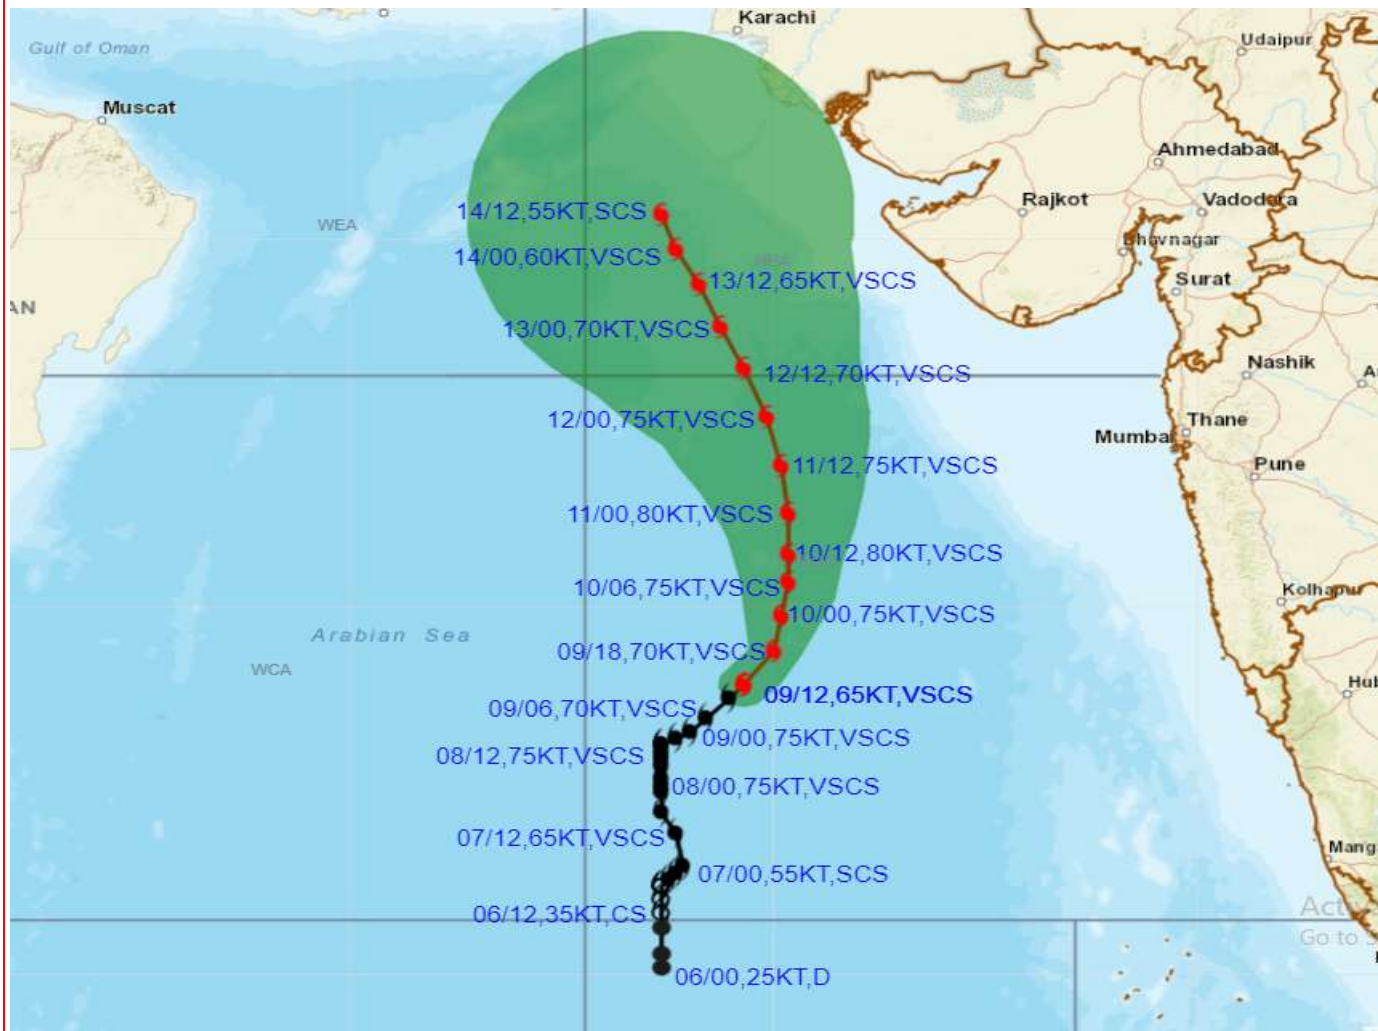 Karachi
Gulf of Oman
Udaipur
Muscat
Ahmedabad
Rajkot
Vadodara
14/12,55KT,SCS
WEA
Bhavnagar
14/00,60KT,VSCS
13/12,65KT,VSCS
Surat
AN
13/00,70KT,VSCS
Nashik
12/12,70KT,VSCS
12/00,75KT,VSCS
Thane
Mumbai
11/12,75KT,VSCS
Pune
11/00,80KT,VSCS
10/12,80KT,VSCS
10/06,75KT,VSCS
Kolhapur
10/00,75KT,VSCS
Arabian Sea
09/18,70KT,VSCS
WCA
Hub
09/12,65KT,VSCS
09/06,70KT,VSCS
09/00,75KT,VSCS
08/12,75KT,VSCS
08/00,75KT,VSCS
07/12,65KT,VSCS
Mang
07/00,55KT,SCS
06/12,35KT,CS
Go to S
06/00,25KT,D